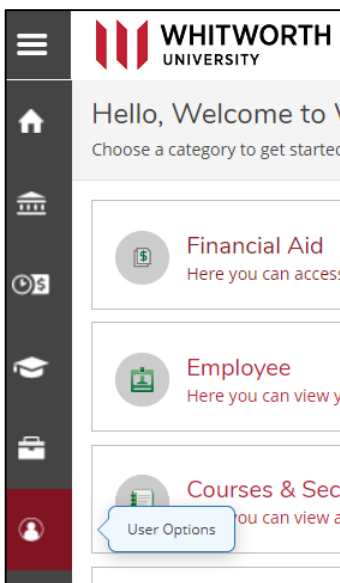 WHITWORTH
UNIVERSITY
Hello, Welcome to
Choose a category to get started
Financial Aid
Here you can access
Employee
Here you can view
Courses & Sec
you can view a
User Options